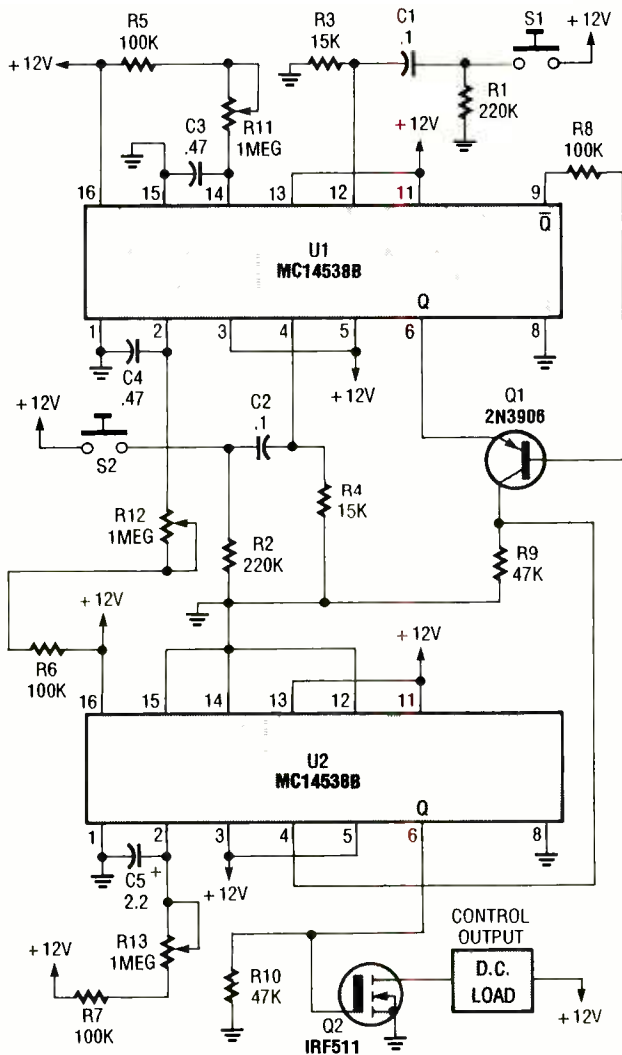 R5
100K
R3
15K
C1
.1
S1
+12V
+12V
R1
220K
C3
.47
R11
1MEG
+12V
R8
100K
16
15
14
13
12
11
9
Q̅
U1
MC14538B
Q
1
2
3
4
5
6
8
C4
.47
+12V
Q1
2N3906
+12V
S2
C2
.1
R4
15K
R12
1MEG
R2
220K
R9
47K
+12V
R6
100K
+12V
16
15
14
13
12
11
U2
MC14538B
Q
1
2
3
4
5
6
8
C5
2.2
+
+12V
R13
1MEG
+12V
R7
100K
R10
47K
Q2
IRF511
CONTROL
OUTPUT
D.C.
LOAD
+12V